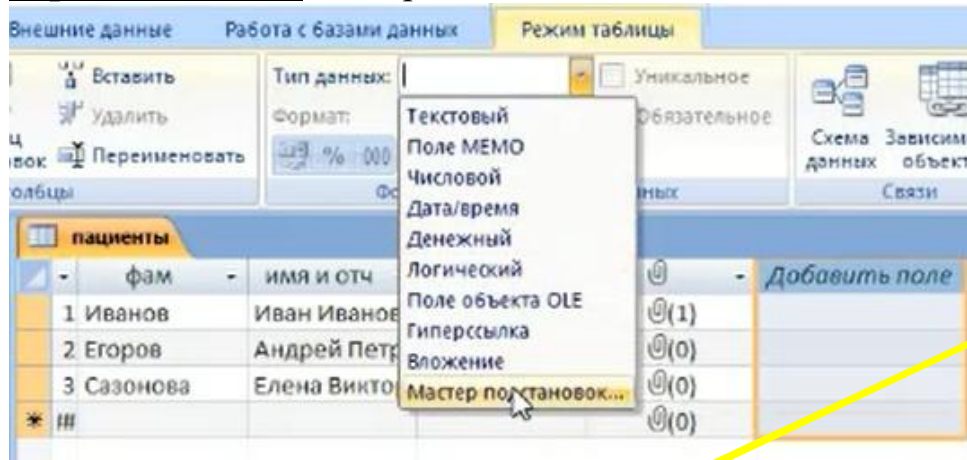 Внешние данные Работа с базами данных Режим таблицы
Вставить Тип данных: Уникальное
Удалить Формат: Обязательное
Переименовать % 000
Схема данных
Связи
Текстовый
Поле МЕМО
Числовой
Дата/время
Денежный
Логический
Поле объекта OLE
Гиперссылка
Вложение
Мастер подстановок...
пациенты
фам имя и отч Добавить поле
1 Иванов Иван Иванов (1)
2 Егоров Андрей Петр (0)
3 Сазонова Елена Викто (0)
* ## (0)